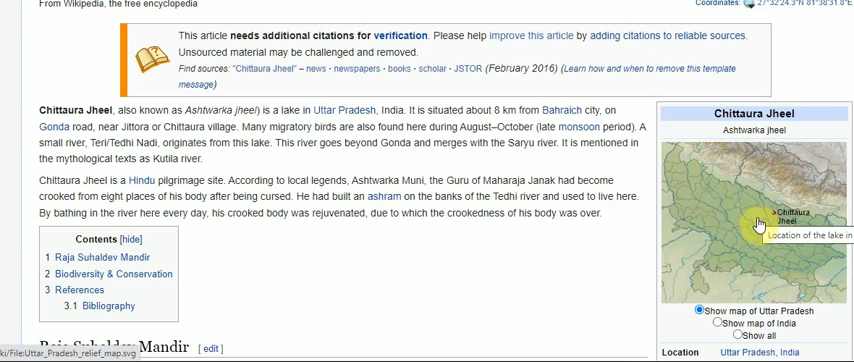 From Wikipedia, the free encyclopedia
Coordinates: 27°32′24.3″N 81°38′31.8″E
This article needs additional citations for verification. Please help improve this article by adding citations to reliable sources.
Unsourced material may be challenged and removed.
Find sources: "Chittaura Jheel" – news · newspapers · books · scholar · JSTOR (February 2016) (Learn how and when to remove this template
message)
Chittaura Jheel, also known as Ashtwarka jheel) is a lake in Uttar Pradesh, India. It is situated about 8 km from Bahraich city, on
Gonda road, near Jittora or Chittaura village. Many migratory birds are also found here during August–October (late monsoon period). A
small river, Teri/Tedhi Nadi, originates from this lake. This river goes beyond Gonda and merges with the Saryu river. It is mentioned in
the mythological texts as Kutila river.
Chittaura Jheel is a Hindu pilgrimage site. According to local legends, Ashtwarka Muni, the Guru of Maharaja Janak had become
crooked from eight places of his body after being cursed. He had built an ashram on the banks of the Tedhi river and used to live here.
By bathing in the river here every day, his crooked body was rejuvenated, due to which the crookedness of his body was over.
Contents [hide]
1 Raja Suhaldev Mandir
2 Biodiversity & Conservation
3 References
3.1 Bibliography
Raja Suhaldev Mandir [ edit ]
ki/File:Uttar_Pradesh_relief_map.svg
Chittaura Jheel
Ashtwarka jheel
Chittaura
Jheel
Location of the lake in
Show map of Uttar Pradesh
Show map of India
Show all
Location Uttar Pradesh, India